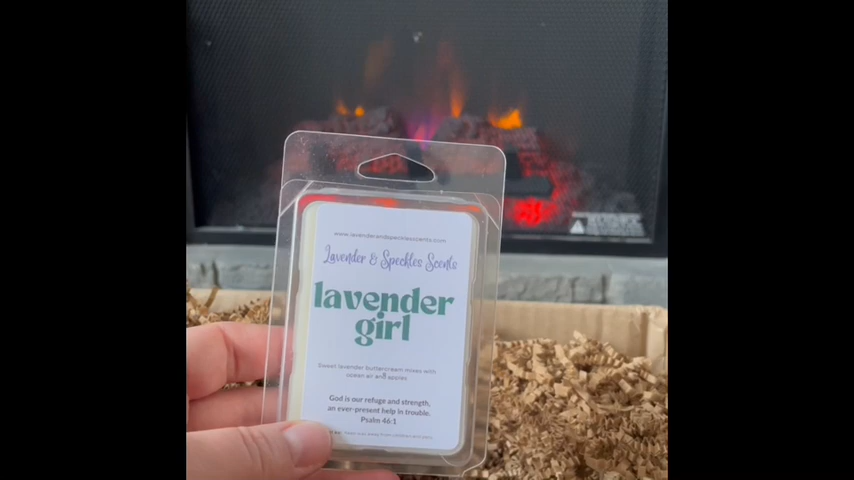 www.lavenderandspecklesscents.com
Lavender & Speckles Scents
lavender
girl
Sweet lavender buttercream mixes with
ocean air and apples
God is our refuge and strength,
an ever-present help in trouble.
Psalm 46:1